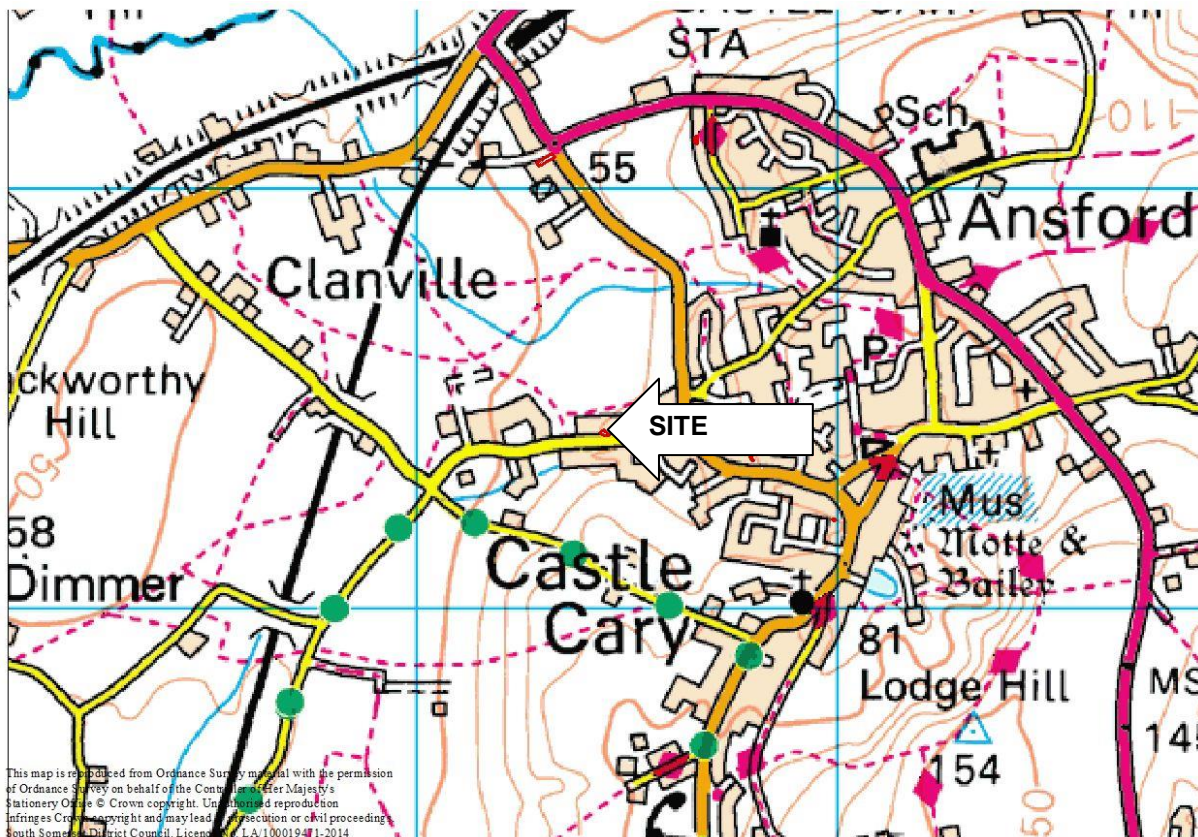 STA
Sch
110
55
Ansford
Clanville
P
ckworthy
Hill
SITE
50
Mus
58
Motte &
Bailey
Dimmer
Castle
Cary
81
Lodge Hill
MS
154
50
This map is reproduced from Ordnance Survey material with the permission
of Ordnance Survey on behalf of the Controller of Her Majesty's
Stationery Office © Crown copyright. Unauthorised reproduction
Infringes Crown copyright and may lead to prosecution or civil proceedings
South Somerset District Council, Licence No. LA/100019471-2014